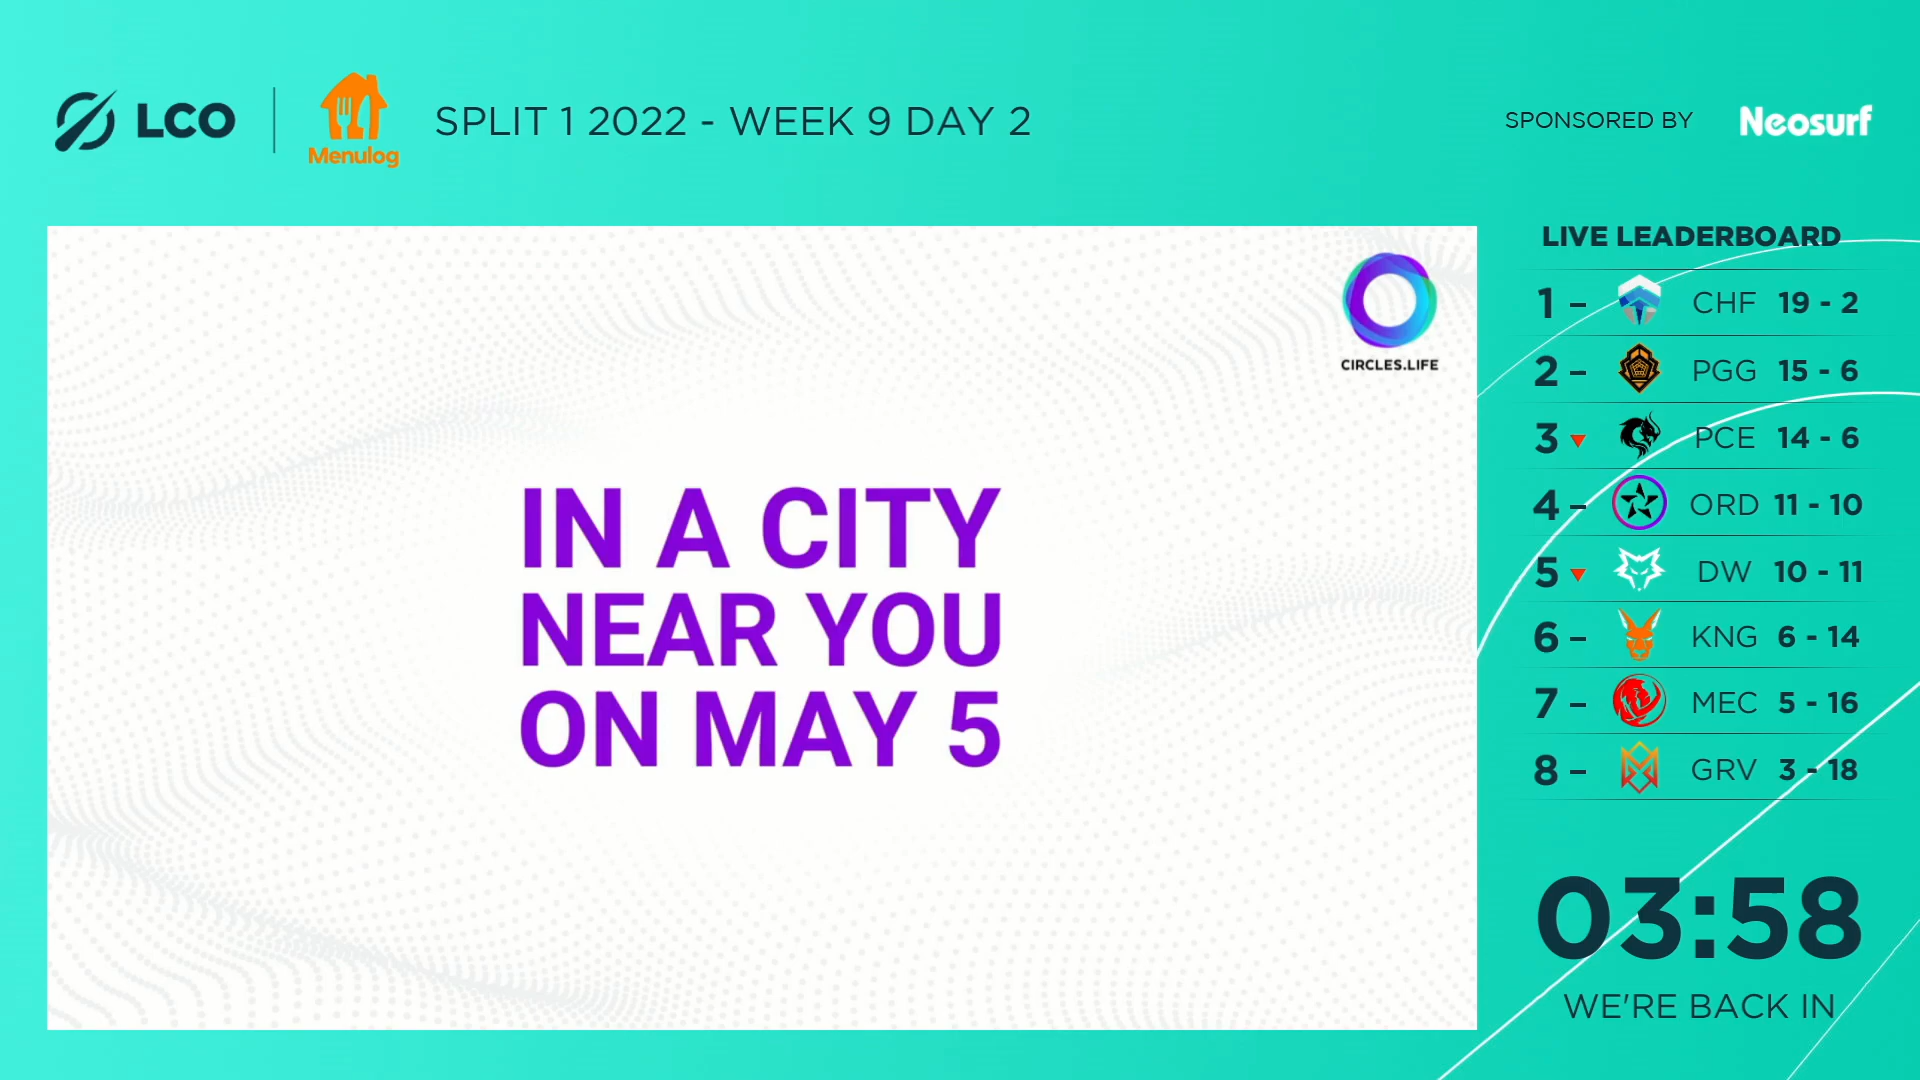 LCO
Menulog
SPLIT 1 2022 - WEEK 9 DAY 2
SPONSORED BY
Neosurf
CIRCLES.LIFE
IN A CITY
NEAR YOU
ON MAY 5
LIVE LEADERBOARD
1 - CHF 19 - 2
2 - PGG 15 - 6
3 PCE 14 - 6
4 - ORD 11 - 10
5 DW 10 - 11
6 - KNG 6 - 14
7 - MEC 5 - 16
8 - GRV 3 - 18
03:58
WE'RE BACK IN